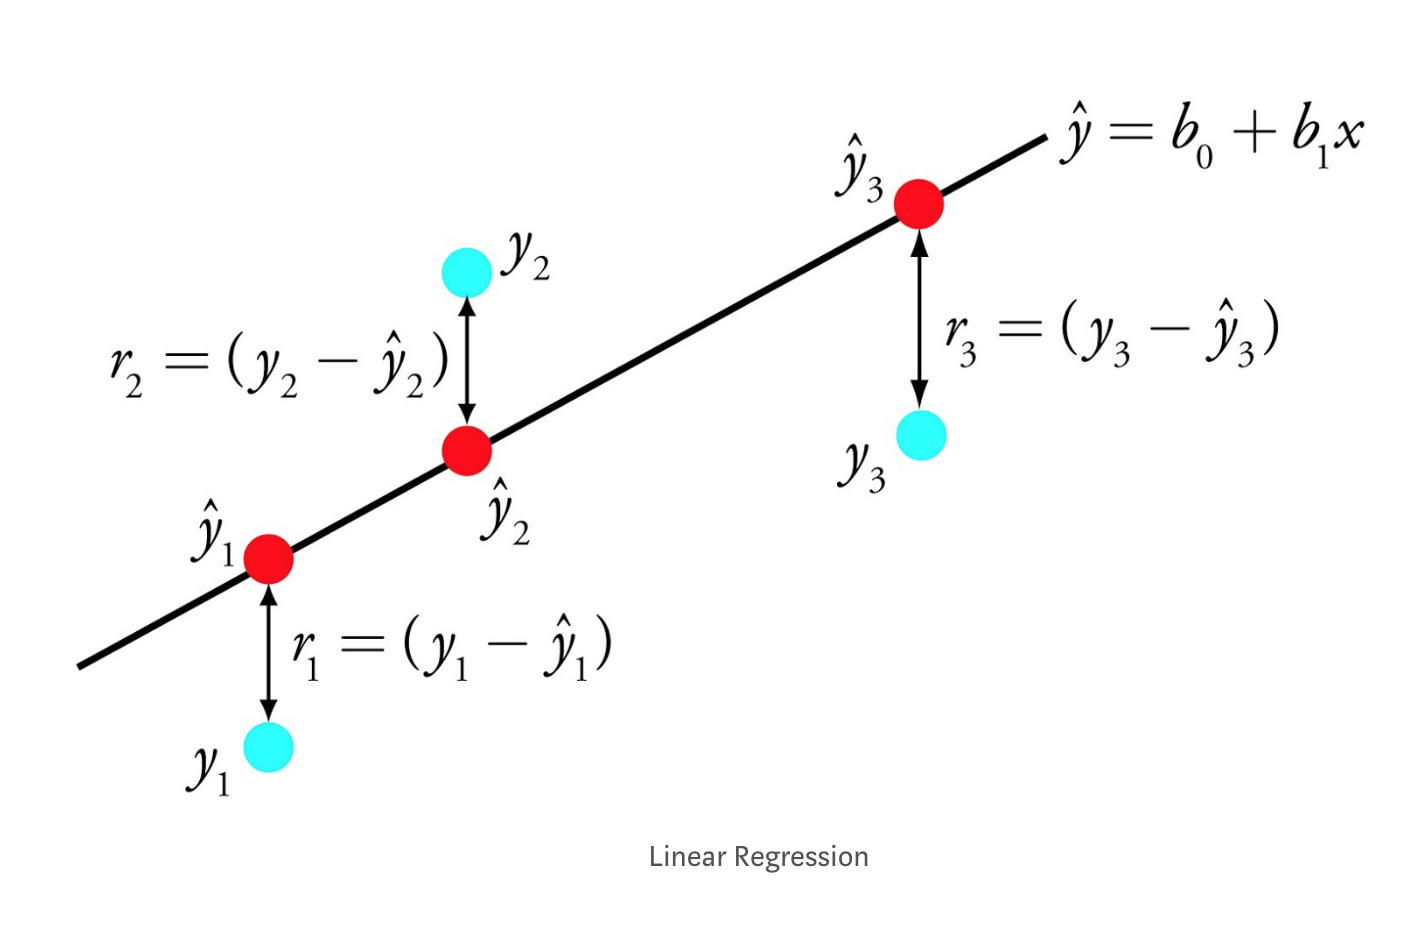 ŷ = b₀ + b₁x
ŷ₃
y₂
r₂ = (y₂ − ŷ₂)
r₃ = (y₃ − ŷ₃)
y₃
ŷ₂
ŷ₁
r₁ = (y₁ − ŷ₁)
y₁
Linear Regression